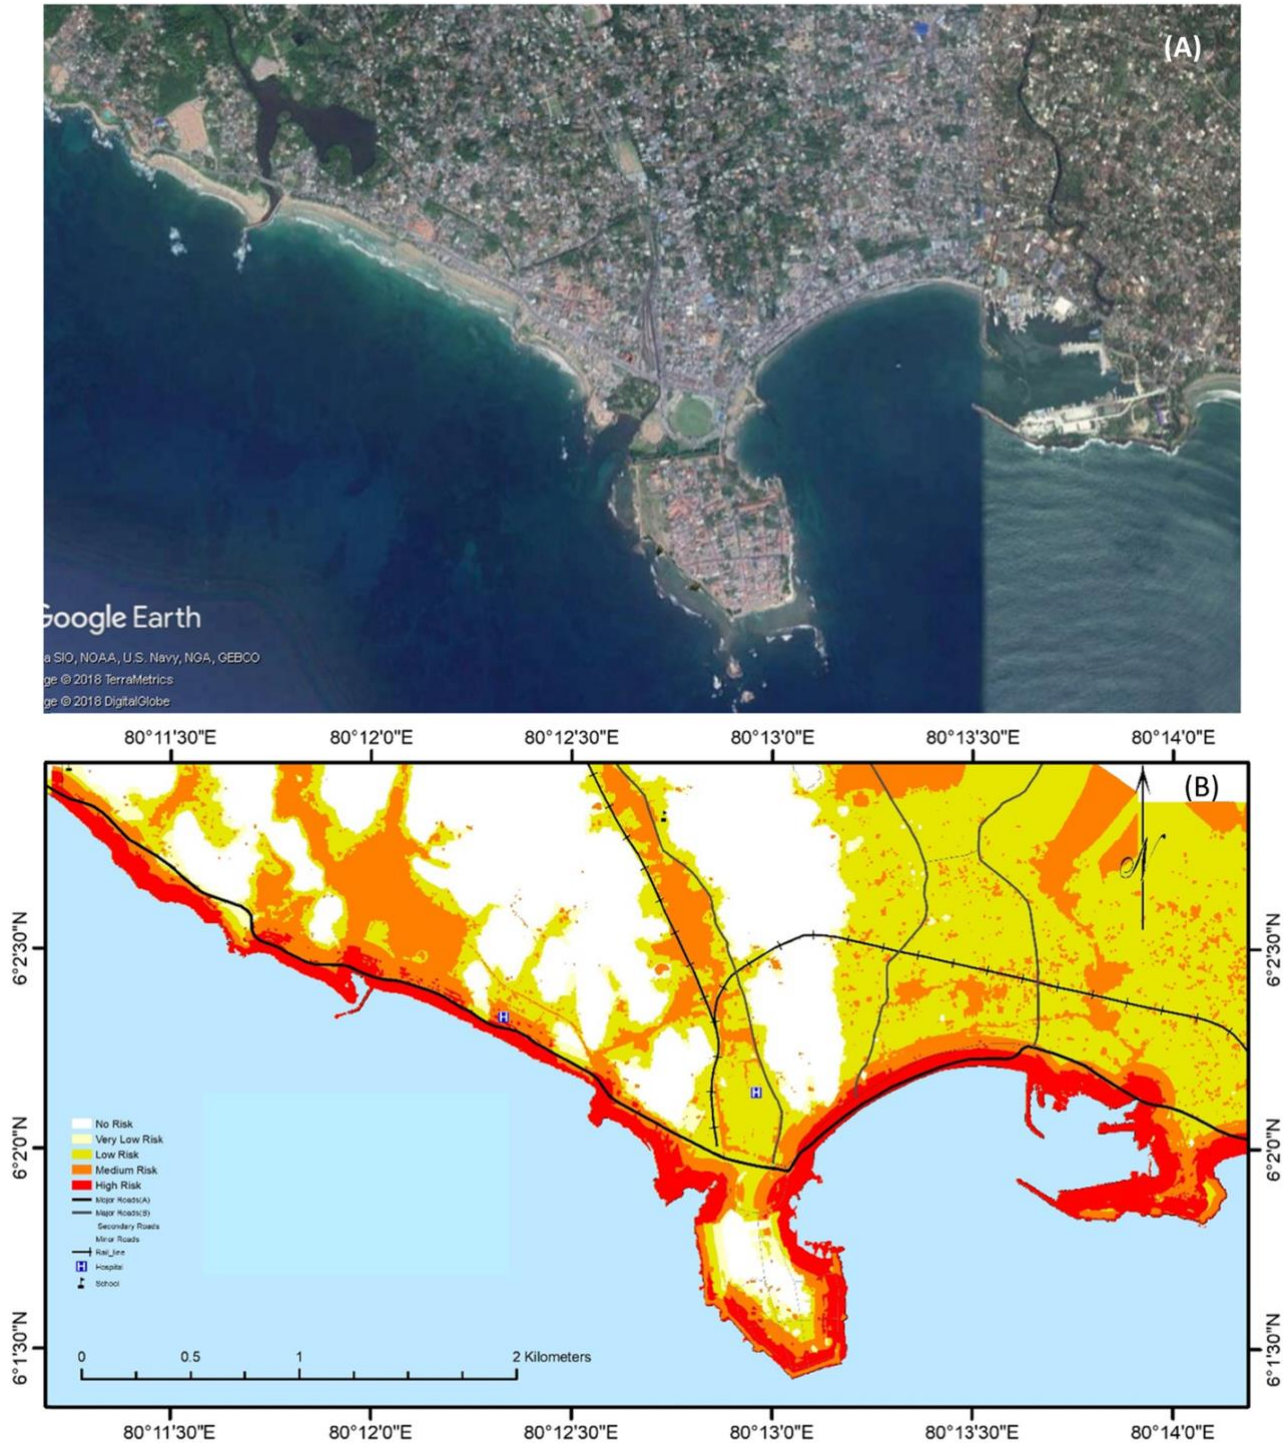 (A)
Google Earth
a SIO, NOAA, U.S. Navy, NGA, GEBCO
ge © 2018 TerraMetrics
ge © 2018 DigitalGlobe
80°11'30"E 80°12'0"E 80°12'30"E 80°13'0"E 80°13'30"E 80°14'0"E
(B)
N
6°2'30"N 6°2'30"N
H
H
6°2'0"N 6°2'0"N
No Risk
Very Low Risk
Low Risk
Medium Risk
High Risk
Major Roads(A)
Major Roads(B)
Secondary Roads
Minor Roads
Rail_line
H Hospital
School
6°1'30"N 6°1'30"N
0 0.5 1 2 Kilometers
80°11'30"E 80°12'0"E 80°12'30"E 80°13'0"E 80°13'30"E 80°14'0"E